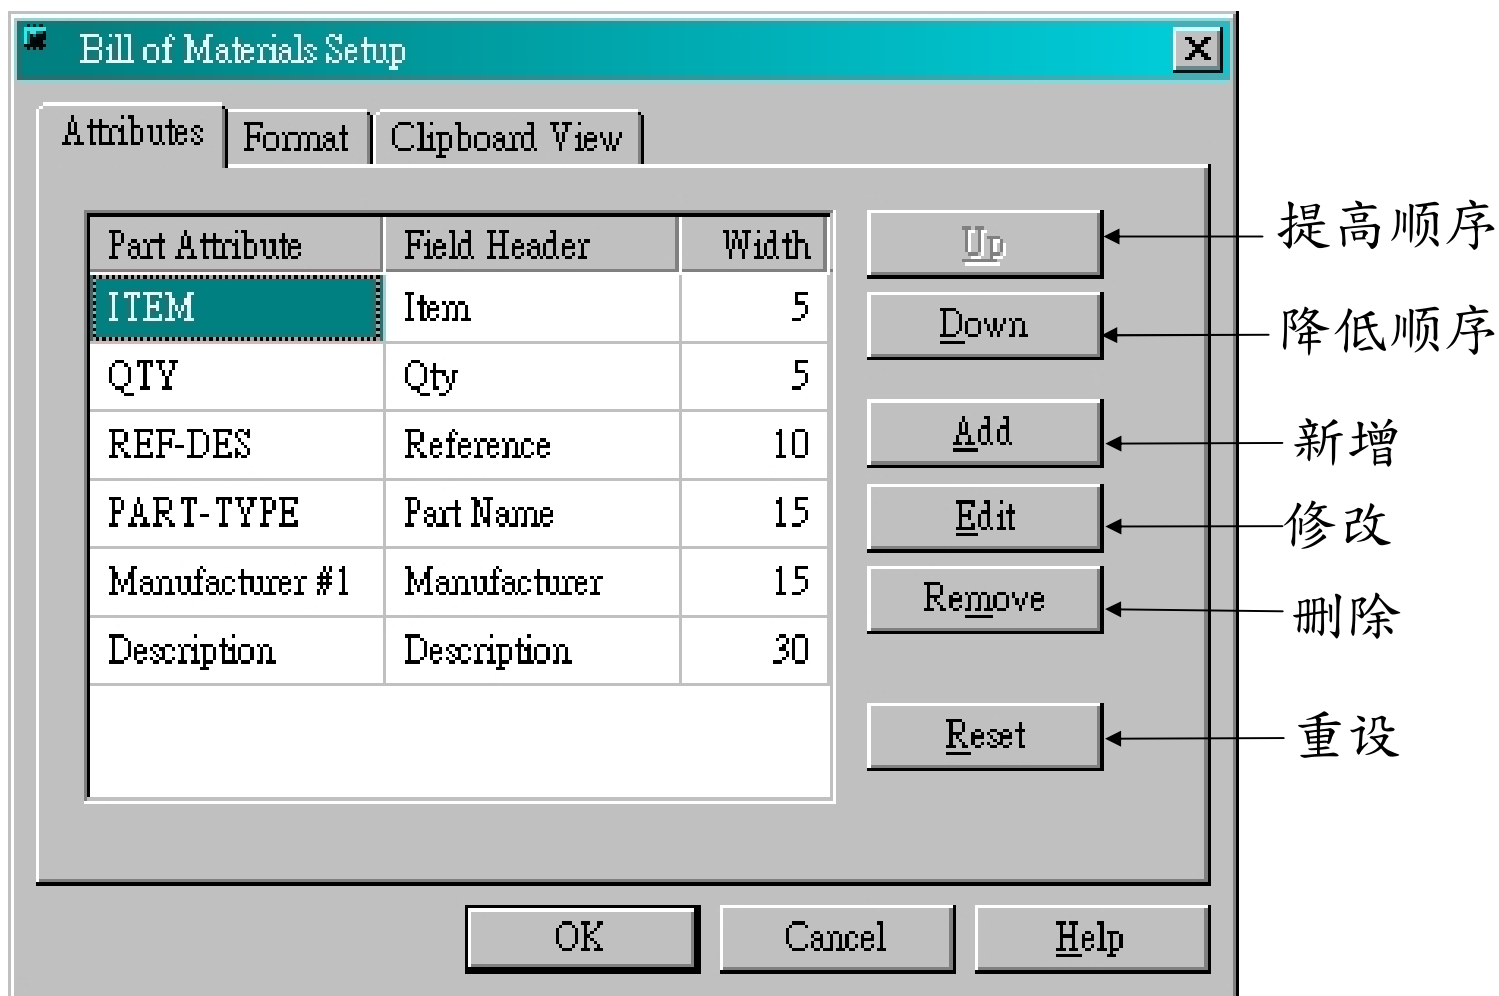 Bill of Materials Setup
Attributes Format Clipboard View
Part Attribute Field Header Width
ITEM Item 5
QTY Qty 5
REF-DES Reference 10
PART-TYPE Part Name 15
Manufacturer #1 Manufacturer 15
Description Description 30
Up 提高顺序
Down 降低顺序
Add 新增
Edit 修改
Remove 删除
Reset 重设
OK Cancel Help